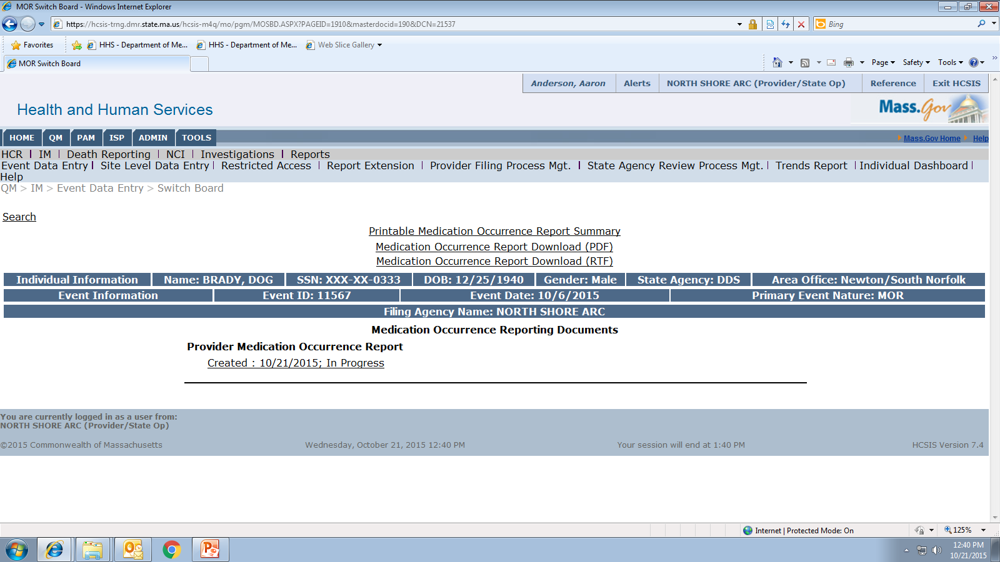 MOR Switch Board - Windows Internet Explorer
https://hcsis-trng.dmr.state.ma.us/hcsis-m4q/mo/pgm/MOSBD.ASPX?PAGEID=1910&masterdocid=190&DCN=21537
Bing
Favorites
HHS - Department of Me...
HHS - Department of Me...
Web Slice Gallery
MOR Switch Board
Page
Safety
Tools
Anderson, Aaron
Alerts
NORTH SHORE ARC (Provider/State Op)
Reference
Exit HCSIS
Health and Human Services
Mass.Gov
HOME
QM
PAM
ISP
ADMIN
TOOLS
Mass.Gov Home
Help
HCR | IM | Death Reporting | NCI | Investigations | Reports
Event Data Entry | Site Level Data Entry | Restricted Access | Report Extension | Provider Filing Process Mgt. | State Agency Review Process Mgt. | Trends Report | Individual Dashboard |
Help
QM > IM > Event Data Entry > Switch Board
Search
Printable Medication Occurrence Report Summary
Medication Occurrence Report Download (PDF)
Medication Occurrence Report Download (RTF)
Individual Information
Name: BRADY, DOG
SSN: XXX-XX-0333
DOB: 12/25/1940
Gender: Male
State Agency: DDS
Area Office: Newton/South Norfolk
Event Information
Event ID: 11567
Event Date: 10/6/2015
Primary Event Nature: MOR
Filing Agency Name: NORTH SHORE ARC
Medication Occurrence Reporting Documents
Provider Medication Occurrence Report
Created : 10/21/2015; In Progress
You are currently logged in as a user from:
NORTH SHORE ARC (Provider/State Op)
©2015 Commonwealth of Massachusetts
Wednesday, October 21, 2015 12:40 PM
Your session will end at 1:40 PM
HCSIS Version 7.4
Internet | Protected Mode: On
125%
12:40 PM
10/21/2015